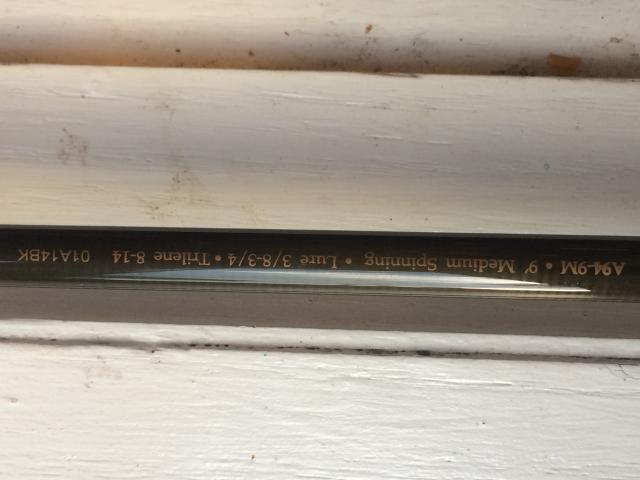 A94-9M • 9' Medium Spinning • Lure 3/8-3/4 • Trilene 8-14 01A14BK